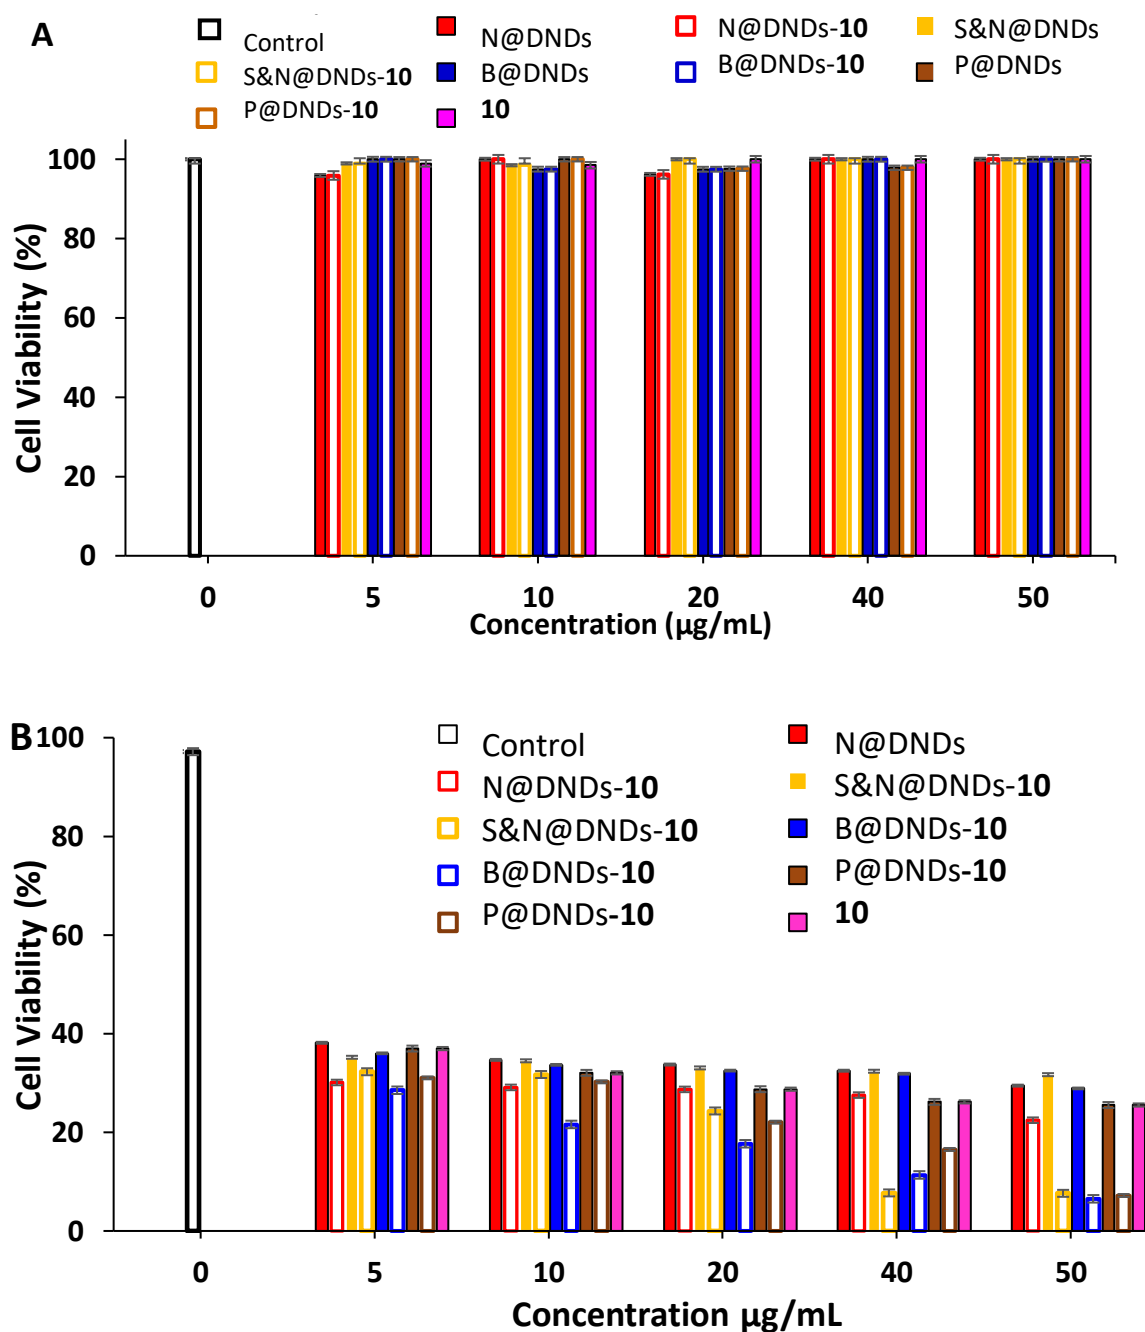 A
Control
N@DNDs
N@DNDs-10
S&N@DNDs
S&N@DNDs-10
B@DNDs
B@DNDs-10
P@DNDs
P@DNDs-10
10
Cell Viability (%)
100
80
60
40
20
0
0 5 10 20 40 50
Concentration (µg/mL)
B
Control
N@DNDs
N@DNDs-10
S&N@DNDs-10
S&N@DNDs-10
B@DNDs-10
B@DNDs-10
P@DNDs-10
P@DNDs-10
10
Cell Viability (%)
100
80
60
40
20
0
0 5 10 20 40 50
Concentration µg/mL